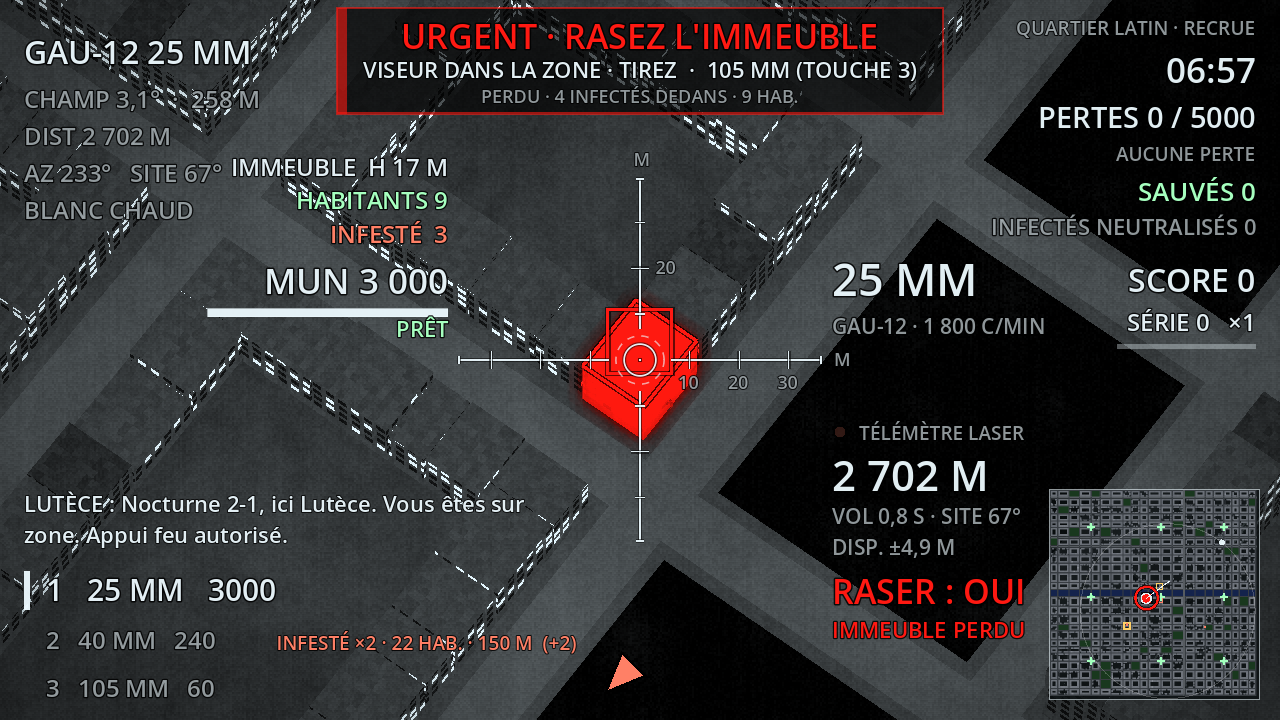 URGENT · RASEZ L'IMMEUBLE
VISEUR DANS LA ZONE · TIREZ · 105 MM (TOUCHE 3)
PERDU · 4 INFECTÉS DEDANS · 9 HAB.
GAU-12 25 MM
CHAMP 3,1° · 258 M
DIST 2 702 M
AZ 233° SITE 67°
BLANC CHAUD
IMMEUBLE H 17 M
HABITANTS 9
INFESTÉ 3
MUN 3 000
PRÊT
QUARTIER LATIN · RECRUE
06:57
PERTES 0 / 5000
AUCUNE PERTE
SAUVÉS 0
INFECTÉS NEUTRALISÉS 0
SCORE 0
SÉRIE 0 ×1
M
20
M
10 20 30
25 MM
GAU-12 · 1 800 C/MIN
TÉLÉMÈTRE LASER
2 702 M
VOL 0,8 S · SITE 67°
DISP. ±4,9 M
RASER : OUI
IMMEUBLE PERDU
LUTÈCE : Nocturne 2-1, ici Lutèce. Vous êtes sur
zone. Appui feu autorisé.
1 25 MM 3000
2 40 MM 240
3 105 MM 60
INFESTÉ ×2 · 22 HAB. · 150 M (+2)